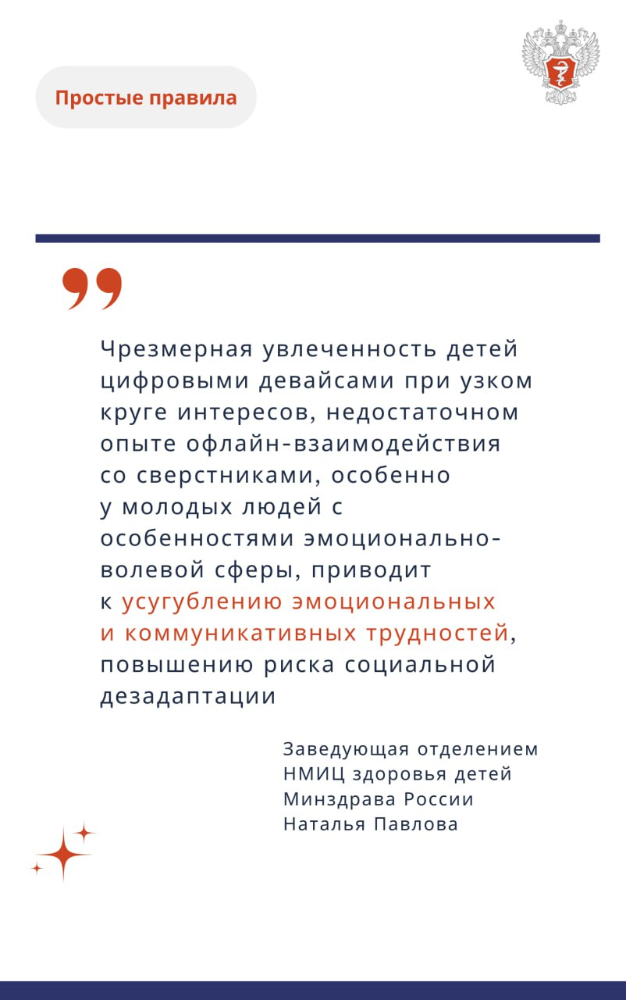 Простые правила
Чрезмерная увлеченность детей
цифровыми девайсами при узком
круге интересов, недостаточном
опыте офлайн-взаимодействия
со сверстниками, особенно
у молодых людей с
особенностями эмоционально-
волевой сферы, приводит
к усугублению эмоциональных
и коммуникативных трудностей,
повышению риска социальной
дезадаптации
Заведующая отделением
НМИЦ здоровья детей
Минздрава России
Наталья Павлова